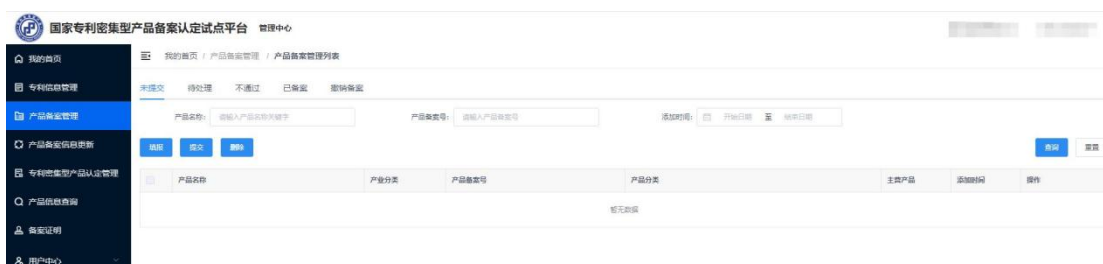 国家专利密集型产品备案认定试点平台 管理中心
我的首页
我的首页 / 产品备案管理 / 产品备案管理列表
专利信息管理
未提交 待处理 不通过 已备案 撤销备案
产品备案管理
产品名称: 请输入产品名称关键字 产品备案号: 请输入产品备案号 添加时间: 开始日期 至 结束日期
产品备案信息更新
填报 提交 删除 查询 重置
专利密集型产品认定管理
产品名称 产业分类 产品备案号 产品分类 主营产品 添加时间 操作
产品信息查询
暂无数据
备案证明
用户中心